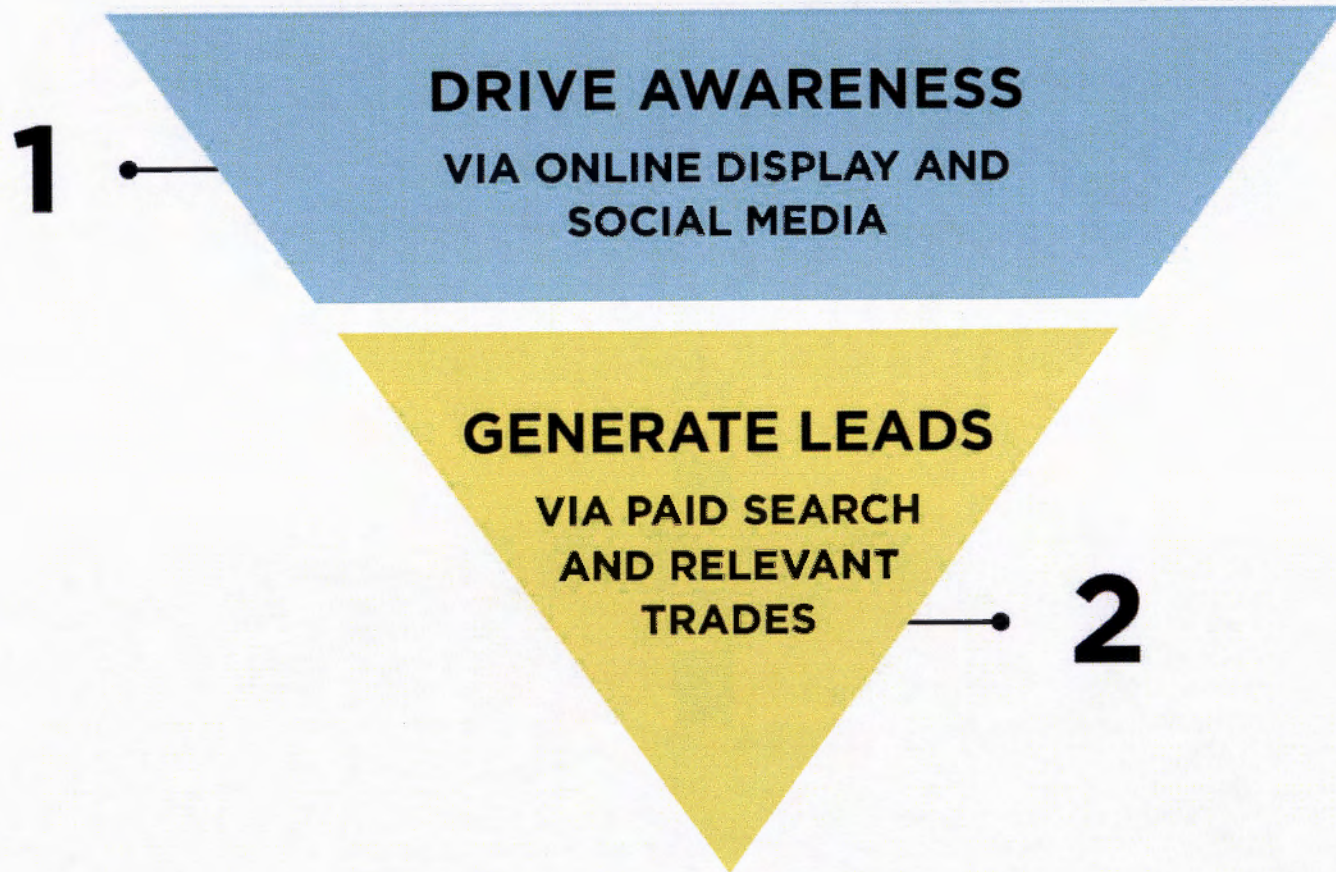 1
DRIVE AWARENESS
VIA ONLINE DISPLAY AND
SOCIAL MEDIA
GENERATE LEADS
VIA PAID SEARCH
AND RELEVANT
TRADES
2